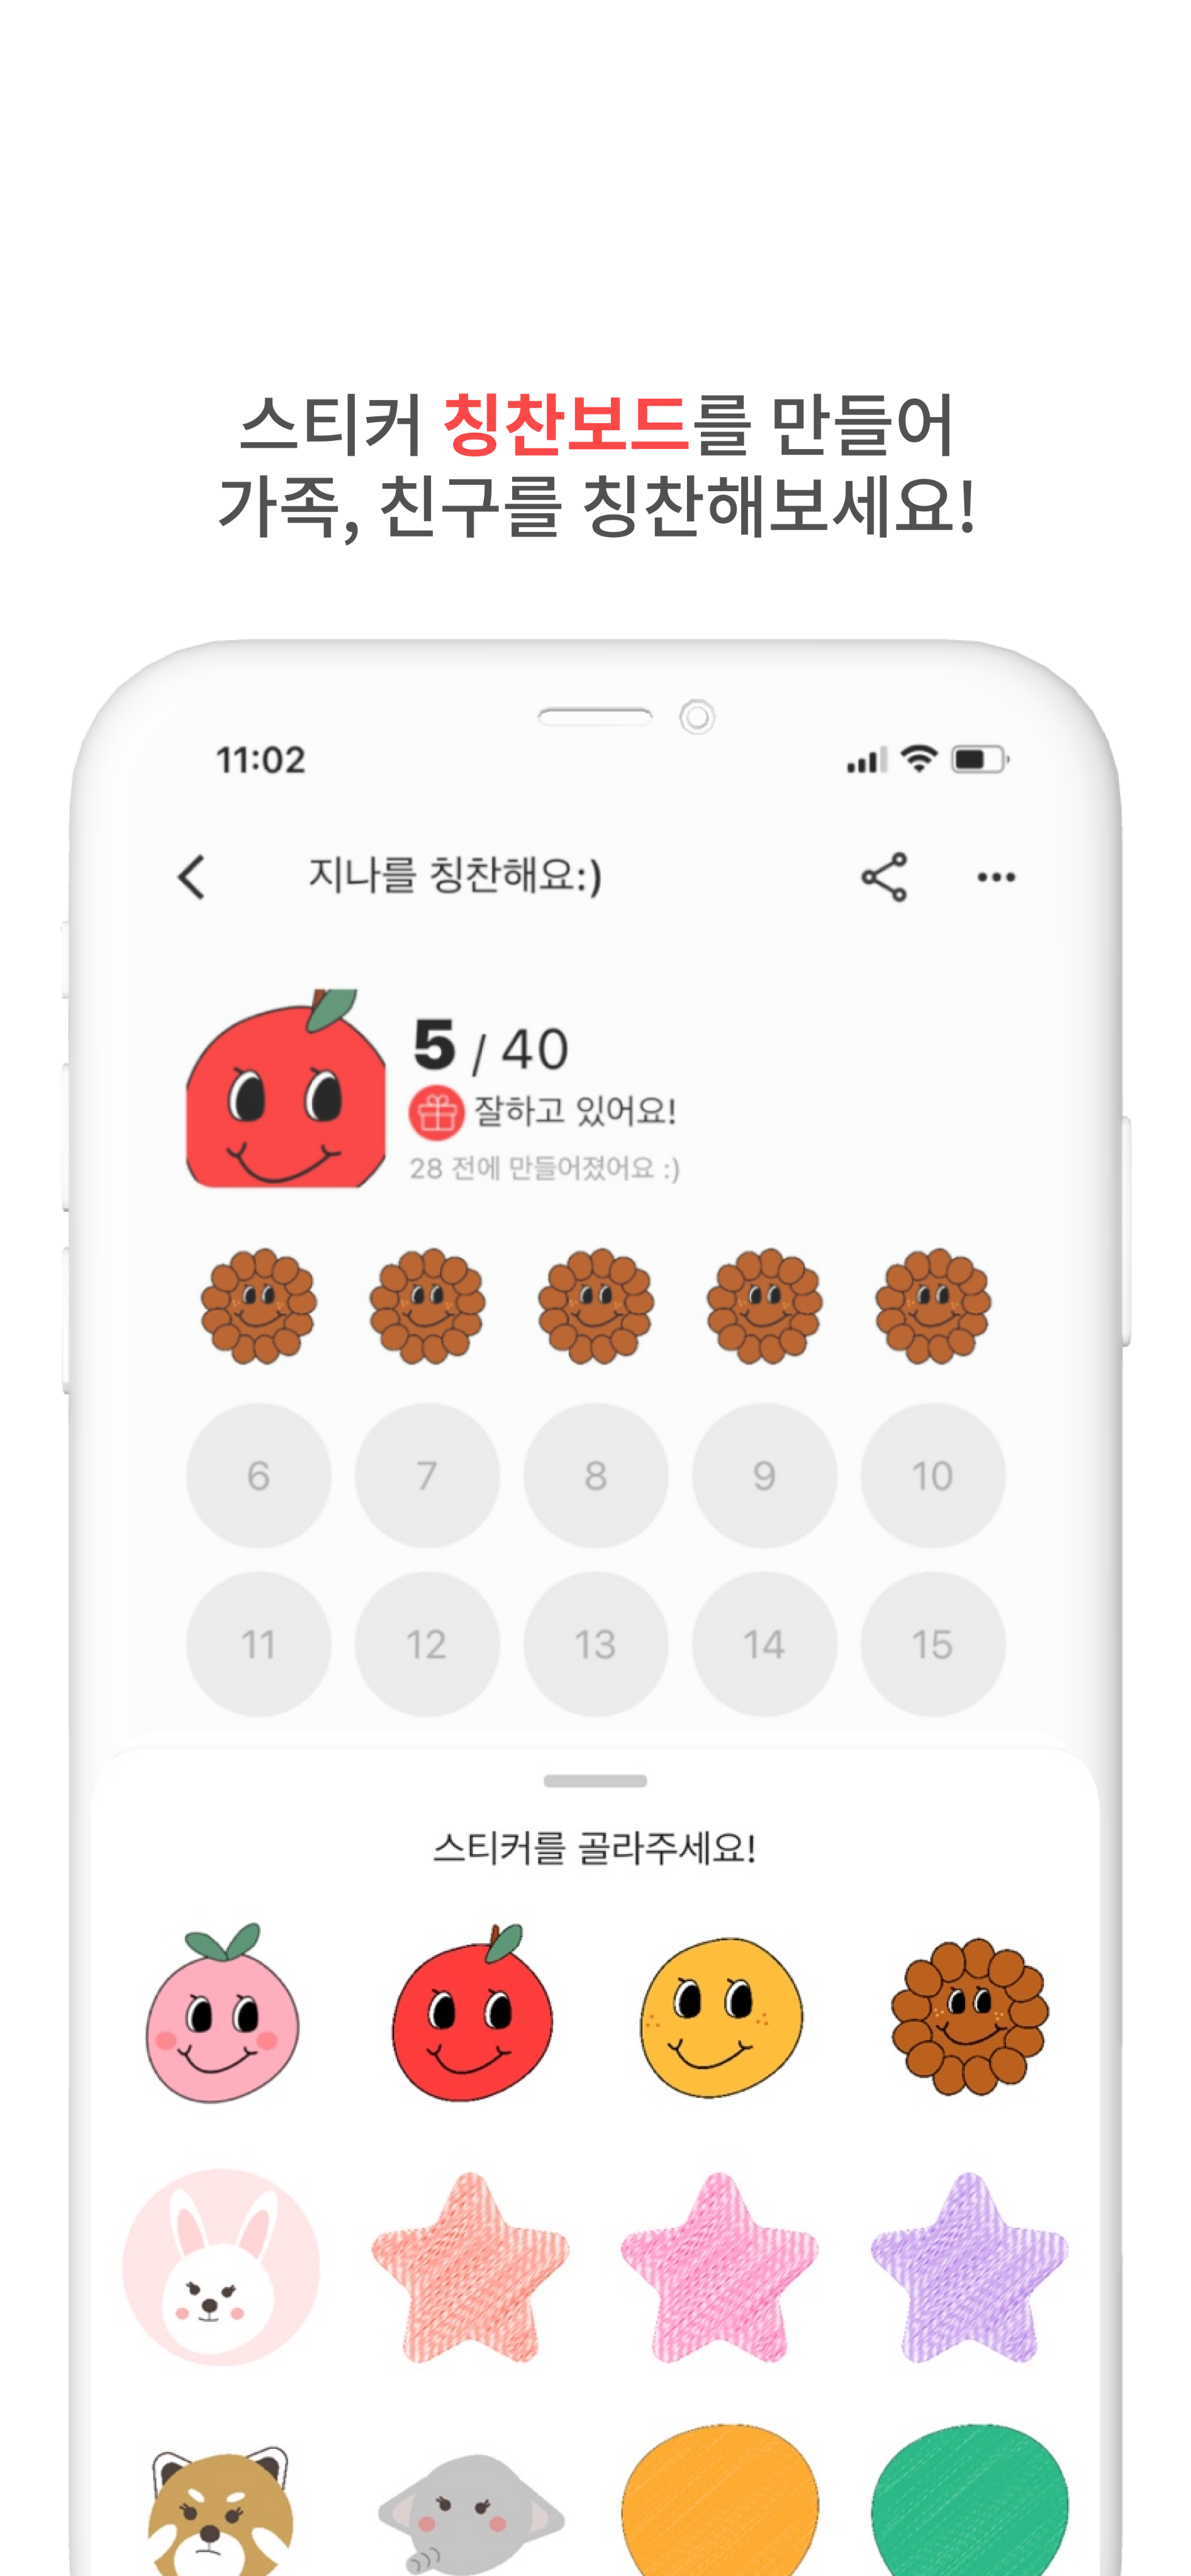 스티커 칭찬보드를 만들어
가족, 친구를 칭찬해보세요!
11:02
지나를 칭찬해요:)
5 / 40
잘하고 있어요!
28 전에 만들어졌어요 :)
6 7 8 9 10
11 12 13 14 15
스티커를 골라주세요!